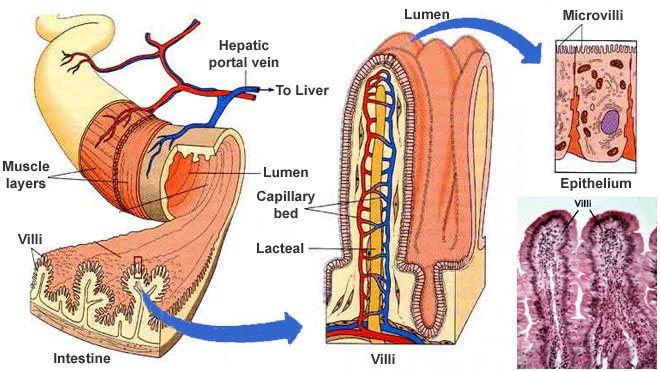 Hepatic
portal vein
To Liver
Muscle
layers
Lumen
Villi
Intestine
Lumen
Capillary
bed
Lacteal
Villi
Microvilli
Epithelium
Villi